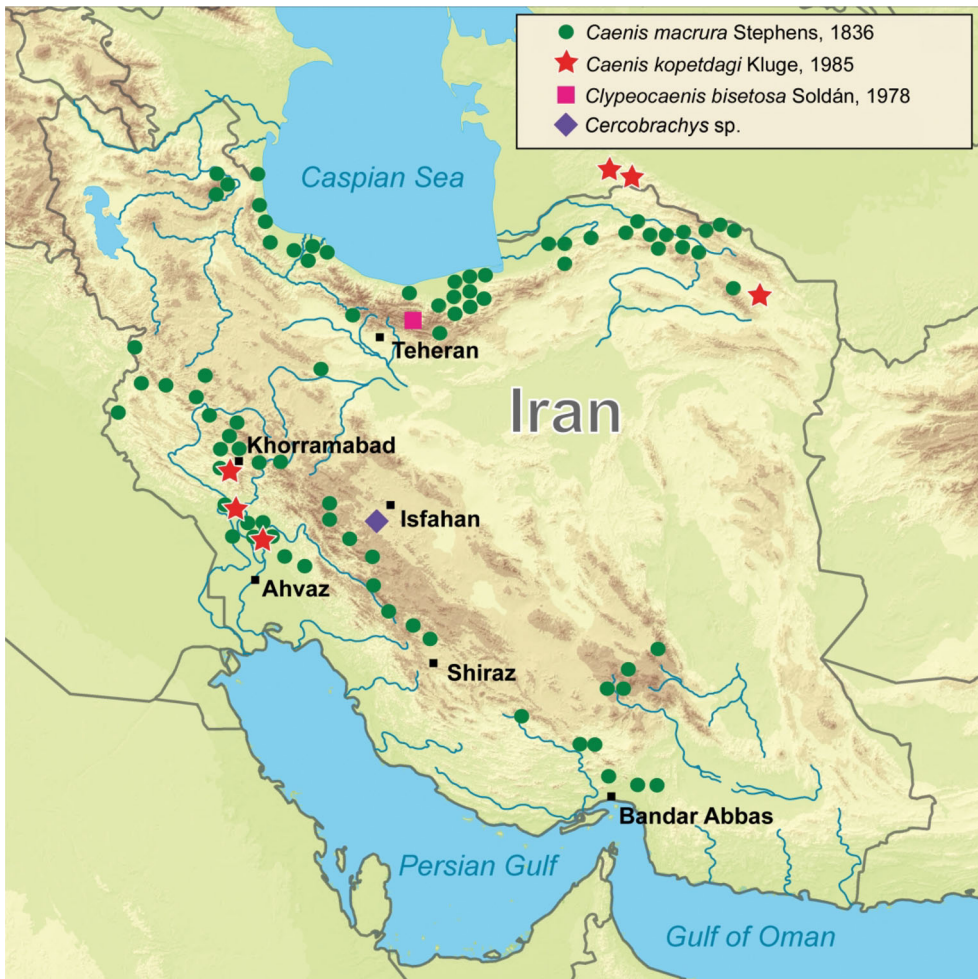 Caenis macrura Stephens, 1836
Caenis kopetdagi Kluge, 1985
Clypeocaenis bisetosa Soldán, 1978
Cercobrachys sp.
Caspian Sea
Teheran
Iran
Khorramabad
Isfahan
Ahvaz
Shiraz
Bandar Abbas
Persian Gulf
Gulf of Oman